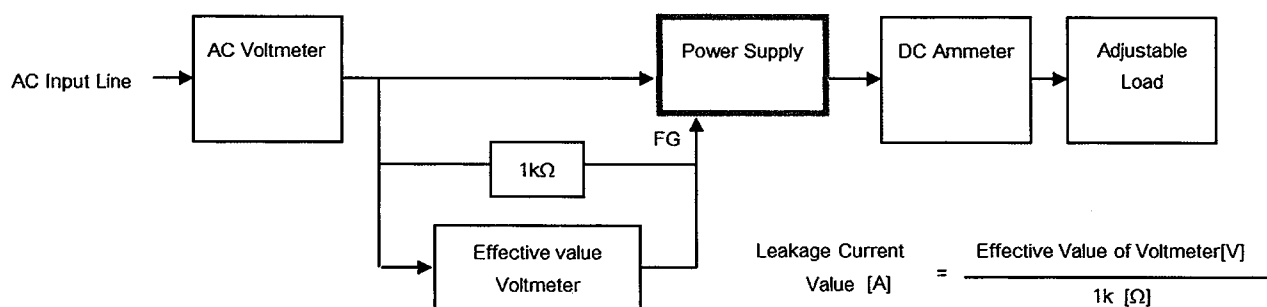 AC Input Line
AC Voltmeter
Power Supply
DC Ammeter
Adjustable
Load
FG
1kΩ
Effective value
Voltmeter
Leakage Current
Value [A]
=
Effective Value of Voltmeter[V]
1k [Ω]